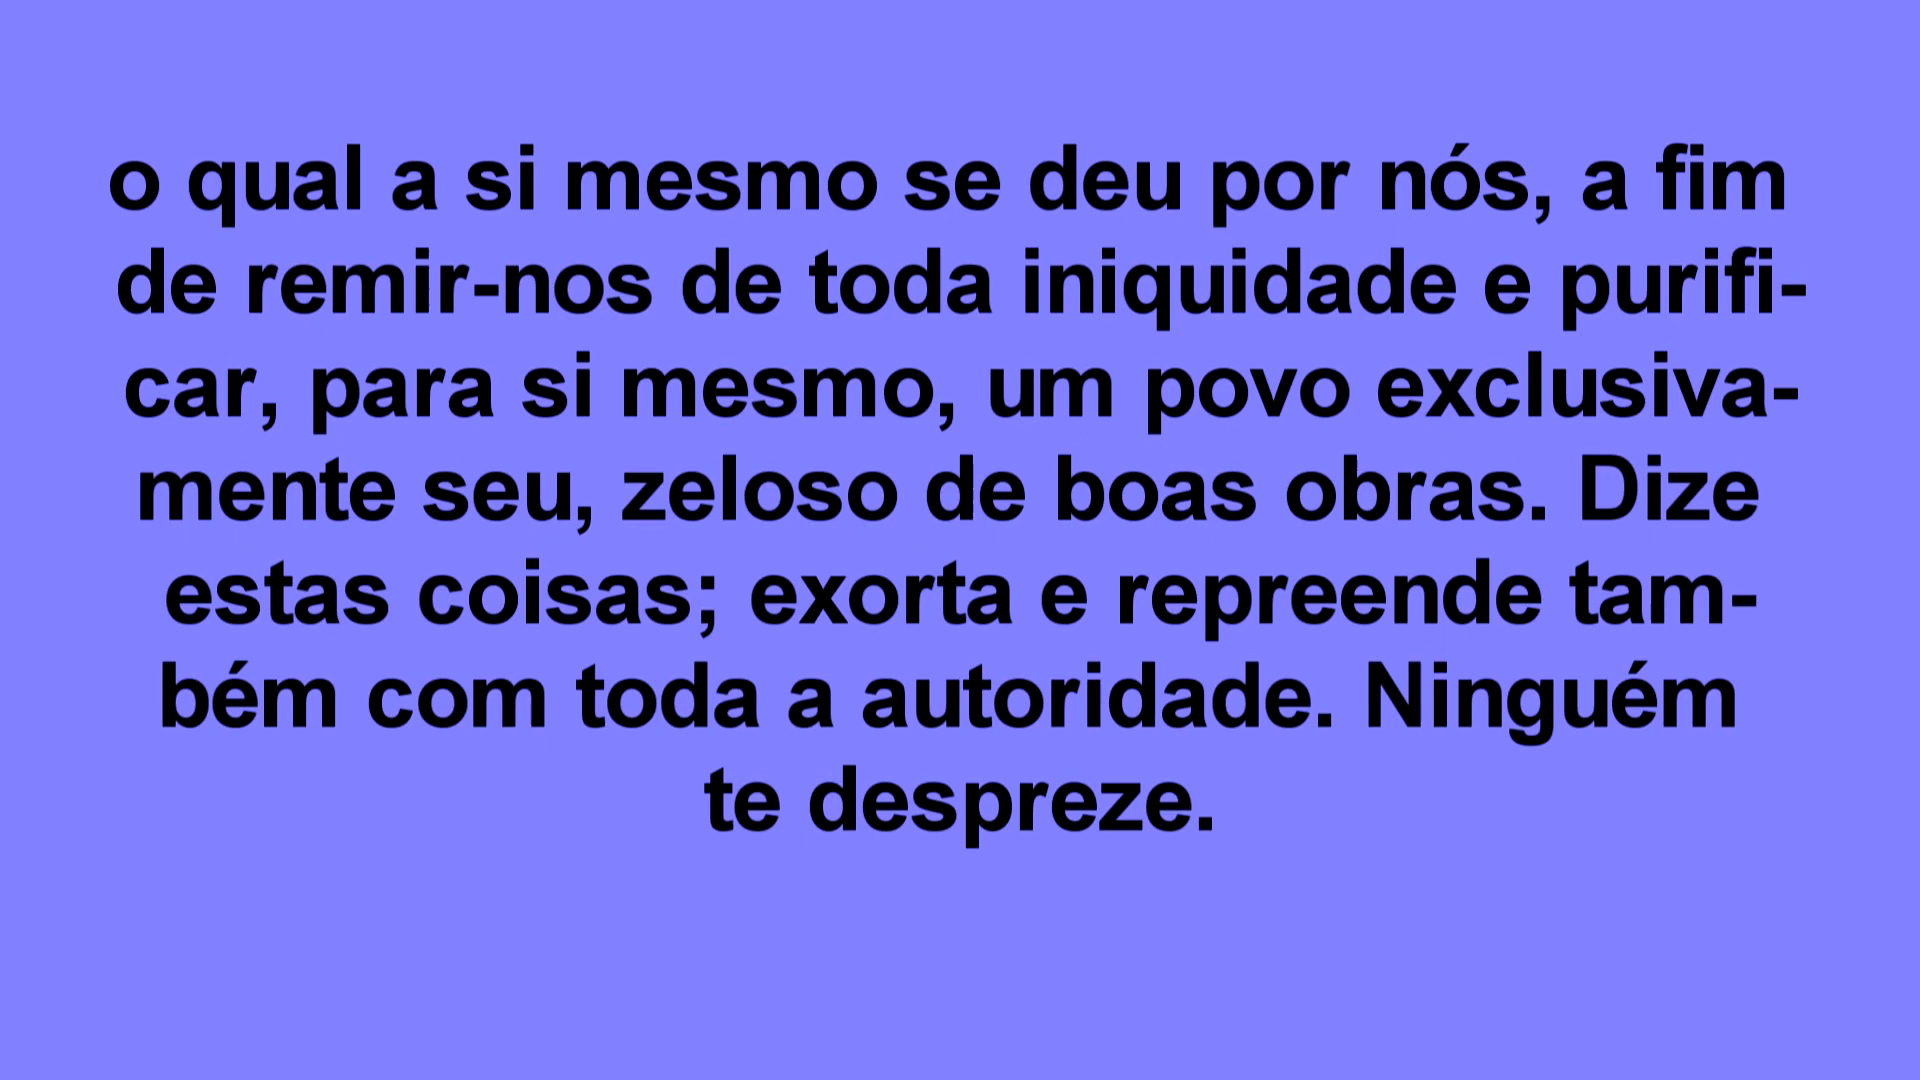 o qual a si mesmo se deu por nós, a fim
de remir-nos de toda iniquidade e purifi-
car, para si mesmo, um povo exclusiva-
mente seu, zeloso de boas obras. Dize
estas coisas; exorta e repreende tam-
bém com toda a autoridade. Ninguém
te despreze.